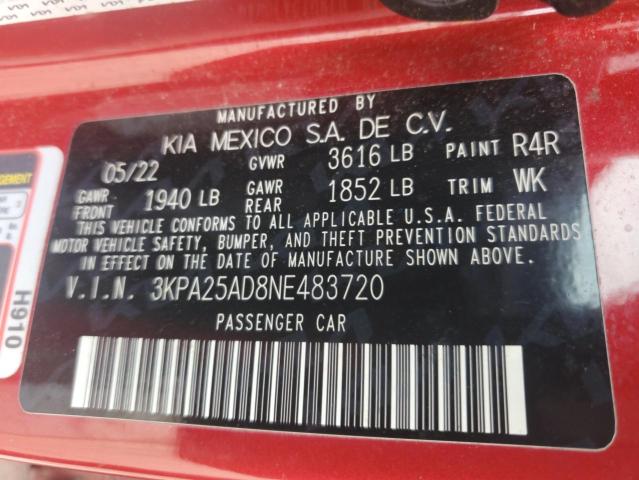 MANUFACTURED BY
KIA MEXICO S.A. DE C.V.
05/22 GVWR 3616 LB PAINT R4R
GAWR FRONT 1940 LB GAWR REAR 1852 LB TRIM WK
THIS VEHICLE CONFORMS TO ALL APPLICABLE U.S.A. FEDERAL
MOTOR VEHICLE SAFETY, BUMPER, AND THEFT PREVENTION STANDARDS
IN EFFECT ON THE DATE OF MANUFACTURE SHOWN ABOVE.
V.I.N. 3KPA25AD8NE483720
PASSENGER CAR
H910